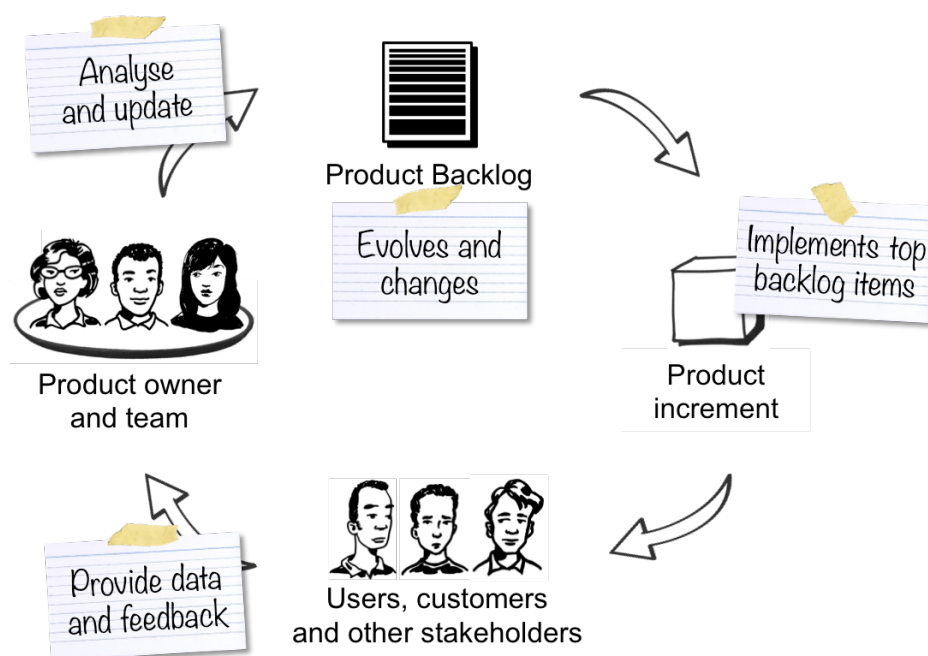 Analyse
and update
Product Backlog
Evolves and
changes
Implements top
backlog items
Product owner
and team
Product
increment
Provide data
and feedback
Users, customers
and other stakeholders